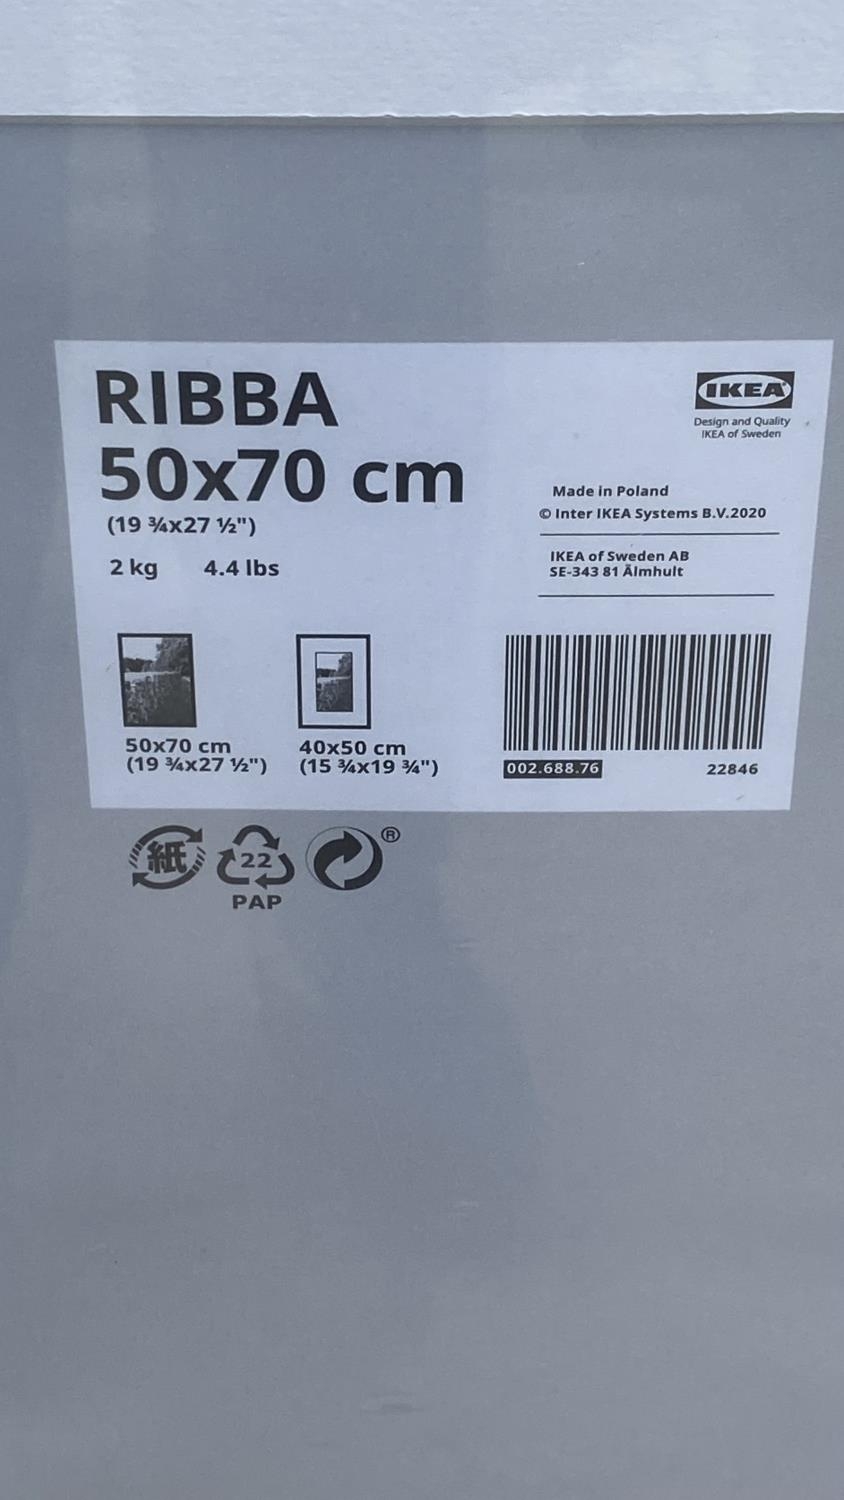 RIBBA
50x70 cm
(19 ¾x27 ½")
2 kg 4.4 lbs
IKEA®
Design and Quality
IKEA of Sweden
Made in Poland
© Inter IKEA Systems B.V.2020
IKEA of Sweden AB
SE-343 81 Älmhult
50x70 cm
(19 ¾x27 ½")
40x50 cm
(15 ¾x19 ¾")
002.688.76
22846
紙
22
®
PAP